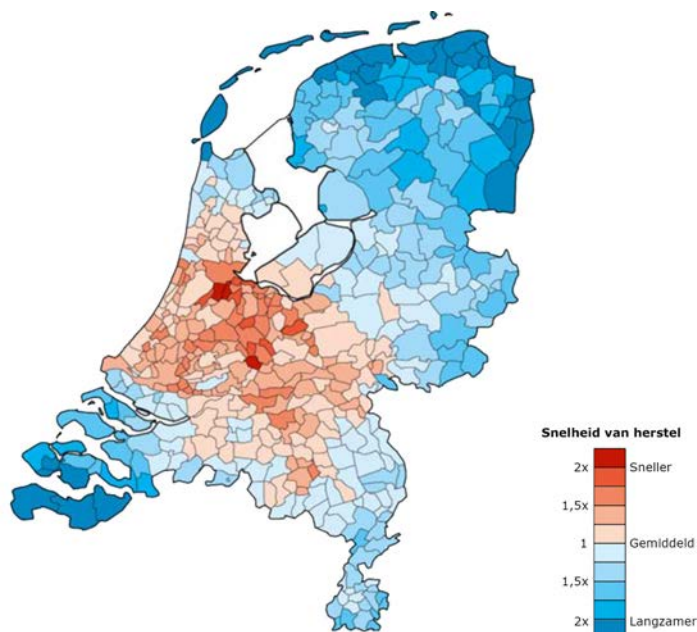 Snelheid van herstel
2x Sneller
1,5x
1 Gemiddeld
1,5x
2x Langzamer